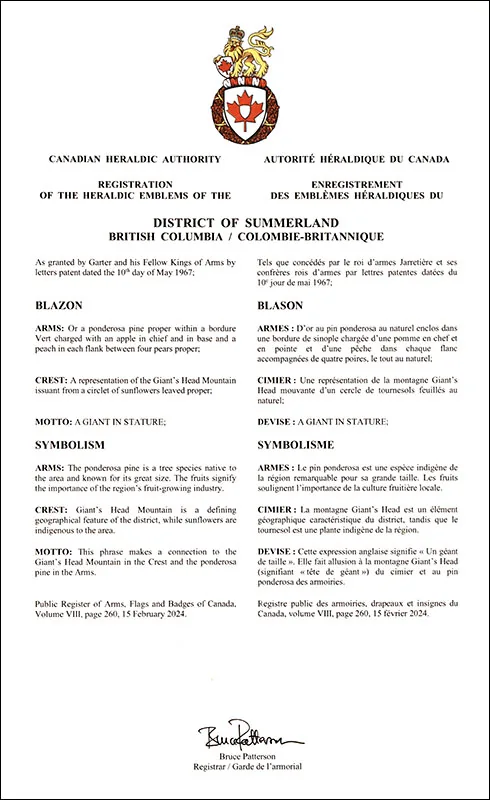 CANADIAN HERALDIC AUTHORITY
REGISTRATION
OF THE HERALDIC EMBLEMS OF THE
AUTORITÉ HÉRALDIQUE DU CANADA
ENREGISTREMENT
DES EMBLÈMES HÉRALDIQUES DU
DISTRICT OF SUMMERLAND
BRITISH COLUMBIA / COLOMBIE-BRITANNIQUE
As granted by Garter and his Fellow Kings of Arms by
letters patent dated the 10th day of May 1967;
BLAZON
ARMS: Or a ponderosa pine proper within a bordure
Vert charged with an apple in chief and in base and a
peach in each flank between four pears proper;
CREST: A representation of the Giant's Head Mountain
issuant from a circlet of sunflowers leaved proper;
MOTTO: A GIANT IN STATURE;
SYMBOLISM
ARMS: The ponderosa pine is a tree species native to
the area and known for its great size. The fruits signify
the importance of the region's fruit-growing industry.
CREST: Giant's Head Mountain is a defining
geographical feature of the district, while sunflowers are
indigenous to the area.
MOTTO: This phrase makes a connection to the
Giant's Head Mountain in the Crest and the ponderosa
pine in the Arms.
Public Register of Arms, Flags and Badges of Canada,
Volume VIII, page 260, 15 February 2024.
Tels que concédés par le roi d'armes Jarretière et ses
confrères rois d'armes par lettres patentes datées du
10e jour de mai 1967;
BLASON
ARMES : D'or au pin ponderosa au naturel enclos dans
une bordure de sinople chargée d'une pomme en chef et
en pointe et d'une pêche dans chaque flanc
accompagnées de quatre poires, le tout au naturel;
CIMIER : Une représentation de la montagne Giant's
Head mouvante d'un cercle de tournesols feuillés au
naturel;
DEVISE : A GIANT IN STATURE;
SYMBOLISME
ARMES : Le pin ponderosa est une espèce indigène de
la région remarquable pour sa grande taille. Les fruits
soulignent l'importance de la culture fruitière locale.
CIMIER : La montagne Giant's Head est un élément
géographique caractéristique du district, tandis que le
tournesol est une plante indigène de la région.
DEVISE : Cette expression anglaise signifie « Un géant
de taille ». Elle fait allusion à la montagne Giant's Head
(signifiant « tête de géant ») du cimier et au pin
ponderosa des armoiries.
Registre public des armoiries, drapeaux et insignes du
Canada, volume VIII, page 260, 15 février 2024.
Bruce Patterson
Bruce Patterson
Registrar / Garde de l'armorial